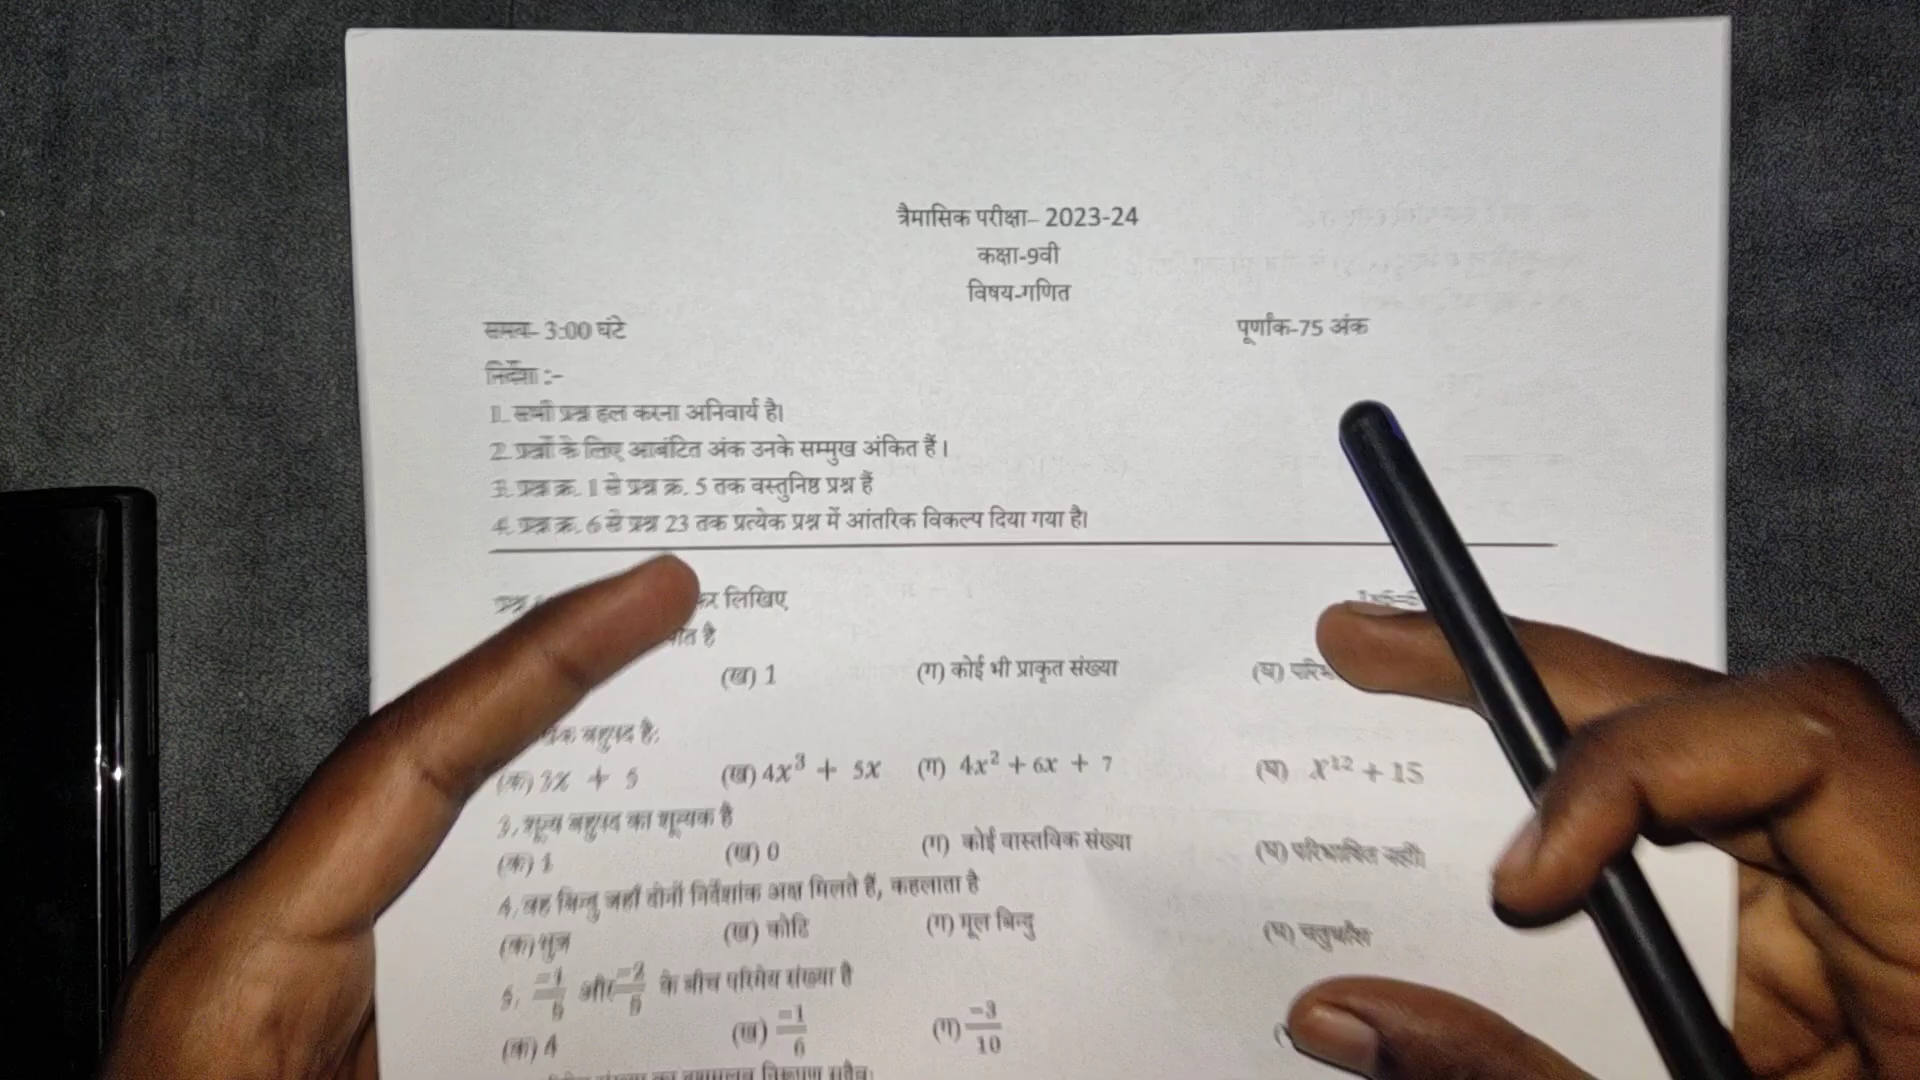 त्रैमासिक परीक्षा– 2023-24
कक्षा-9वी
विषय-गणित
समय- 3:00 घंटे
पूर्णांक-75 अंक
निर्देश :-
1. सभी प्रश्न हल करना अनिवार्य है।
2. प्रश्नों के लिए आबंटित अंक उनके सम्मुख अंकित हैं ।
3. प्रश्न क्र. 1 से प्रश्न क्र. 5 तक वस्तुनिष्ठ प्रश्न हैं
4. प्रश्न क्र. 6 से प्रश्न 23 तक प्रत्येक प्रश्न में आंतरिक विकल्प दिया गया है।
प्रश्न कर लिखिए
है
(ख) 1 (ग) कोई भी प्राकृत संख्या (घ)
बहुपद है:
(क) 3x + 5 (ख) 4x³ + 5x (ग) 4x² + 6x + 7 (घ) x¹² + 15
3. शून्य बहुपद का शून्यक है
(क) 1 (ख) 0 (ग) कोई वास्तविक संख्या (घ) परिभाषित नहीं
4. वह बिन्दु जहाँ दोनों निर्देशांक अक्ष मिलते हैं, कहलाता है
(क) भुज (ख) कोटि (ग) मूल बिन्दु (घ) चतुर्थांश
5. -1/5 और -2/5 के बीच परिमेय संख्या है
(क) 4 (ख) -1/6 (ग) -3/10
संख्या का दशमलव निरूपण सदैव: